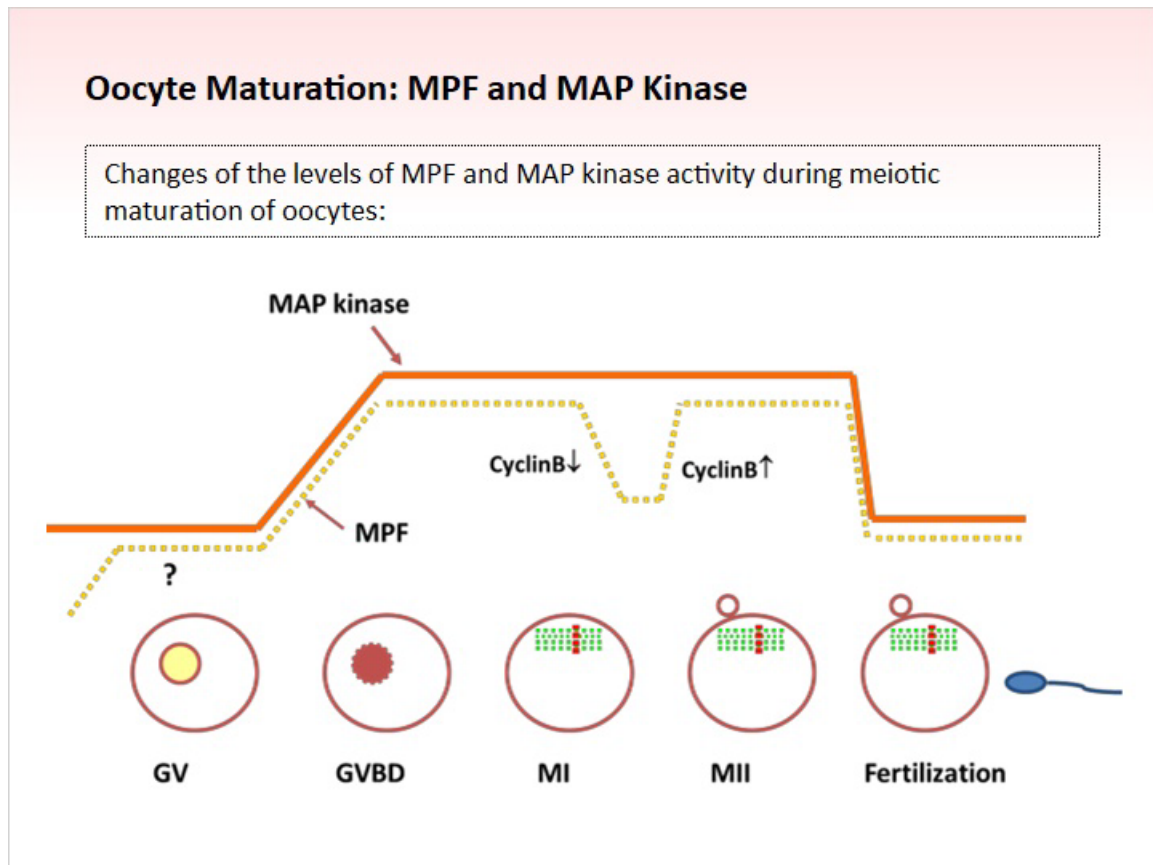 Oocyte Maturation: MPF and MAP Kinase
Changes of the levels of MPF and MAP kinase activity during meiotic
maturation of oocytes:
MAP kinase
CyclinB↓
CyclinB↑
MPF
?
GV
GVBD
MI
MII
Fertilization